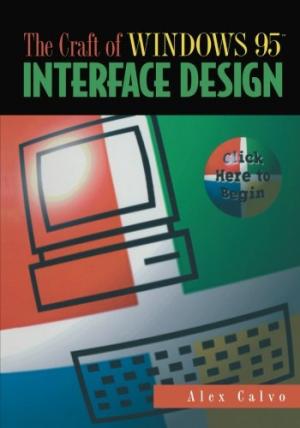 The Craft of WINDOWS 95™
INTERFACE DESIGN
Click
Here to
Begin
Alex Calvo